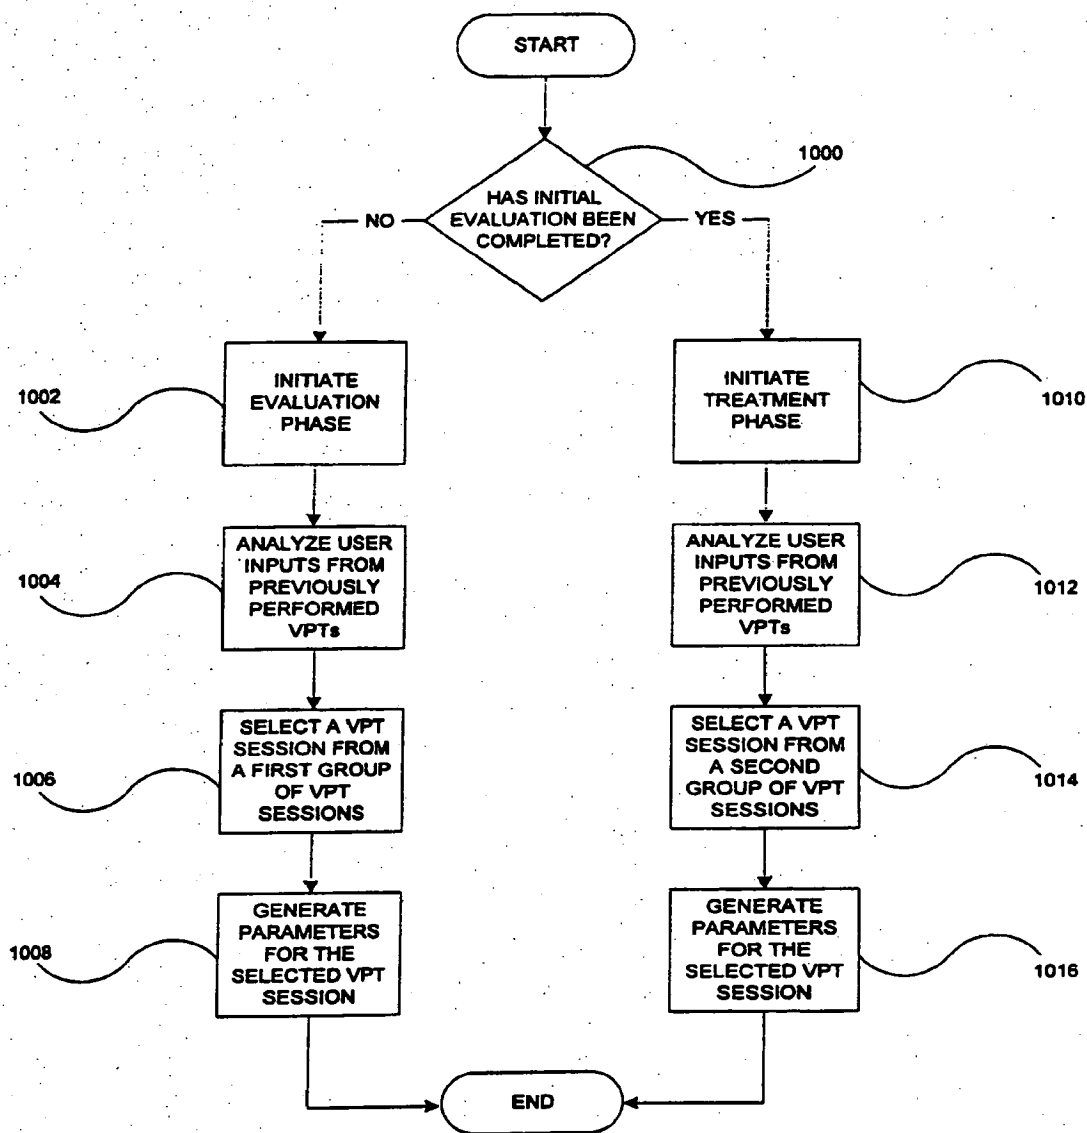 START
1000
HAS INITIAL
EVALUATION BEEN
COMPLETED?
NO
YES
1002
INITIATE
EVALUATION
PHASE
INITIATE
TREATMENT
PHASE
1010
1004
ANALYZE USER
INPUTS FROM
PREVIOUSLY
PERFORMED
VPTs
ANALYZE USER
INPUTS FROM
PREVIOUSLY
PERFORMED
VPTs
1012
1006
SELECT A VPT
SESSION FROM
A FIRST GROUP
OF VPT
SESSIONS
SELECT A VPT
SESSION FROM
A SECOND
GROUP OF VPT
SESSIONS
1014
1008
GENERATE
PARAMETERS
FOR THE
SELECTED VPT
SESSION
GENERATE
PARAMETERS
FOR THE
SELECTED VPT
SESSION
1016
END